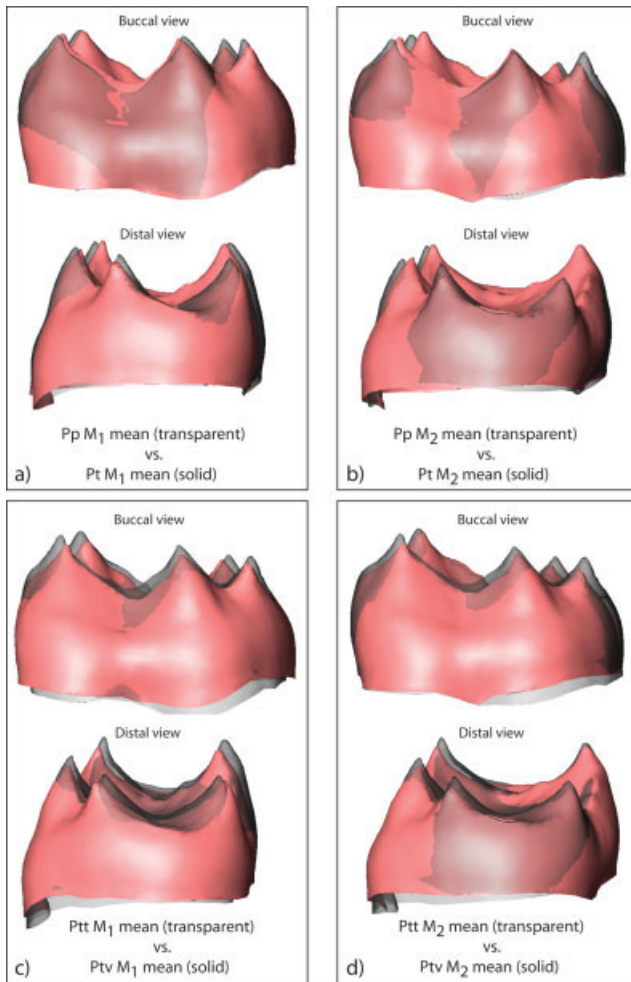 Buccal view
Distal view
Pp M₁ mean (transparent)
vs.
Pt M₁ mean (solid)
a)
Buccal view
Distal view
Pp M₂ mean (transparent)
vs.
Pt M₂ mean (solid)
b)
Buccal view
Distal view
Ptt M₁ mean (transparent)
vs.
Ptv M₁ mean (solid)
c)
Buccal view
Distal view
Ptt M₂ mean (transparent)
vs.
Ptv M₂ mean (solid)
d)